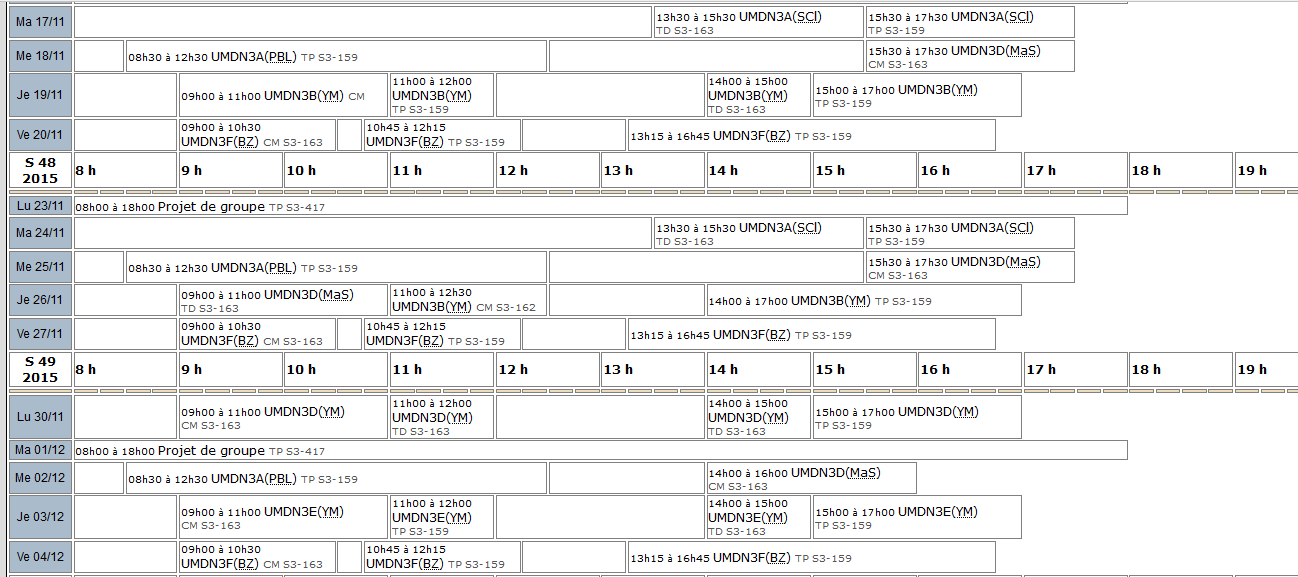 Ma 17/11
13h30 à 15h30 UMDN3A(SCl)
TD S3-163
15h30 à 17h30 UMDN3A(SCl)
TP S3-159
Me 18/11
08h30 à 12h30 UMDN3A(PBL) TP S3-159
15h30 à 17h30 UMDN3D(MaS)
CM S3-163
Je 19/11
09h00 à 11h00 UMDN3B(YM) CM
11h00 à 12h00
UMDN3B(YM)
TP S3-159
14h00 à 15h00
UMDN3B(YM)
TD S3-163
15h00 à 17h00 UMDN3B(YM)
TP S3-159
Ve 20/11
09h00 à 10h30
UMDN3F(BZ) CM S3-163
10h45 à 12h15
UMDN3F(BZ) TP S3-159
13h15 à 16h45 UMDN3F(BZ) TP S3-159
S 48
2015
8 h 9 h 10 h 11 h 12 h 13 h 14 h 15 h 16 h 17 h 18 h 19 h
Lu 23/11
08h00 à 18h00 Projet de groupe TP S3-417
Ma 24/11
13h30 à 15h30 UMDN3A(SCl)
TD S3-163
15h30 à 17h30 UMDN3A(SCl)
TP S3-159
Me 25/11
08h30 à 12h30 UMDN3A(PBL) TP S3-159
15h30 à 17h30 UMDN3D(MaS)
CM S3-163
Je 26/11
09h00 à 11h00 UMDN3D(MaS)
TD S3-163
11h00 à 12h30
UMDN3B(YM) CM S3-162
14h00 à 17h00 UMDN3B(YM) TP S3-159
Ve 27/11
09h00 à 10h30
UMDN3F(BZ) CM S3-163
10h45 à 12h15
UMDN3F(BZ) TP S3-159
13h15 à 16h45 UMDN3F(BZ) TP S3-159
S 49
2015
8 h 9 h 10 h 11 h 12 h 13 h 14 h 15 h 16 h 17 h 18 h 19 h
Lu 30/11
09h00 à 11h00 UMDN3D(YM)
CM S3-163
11h00 à 12h00
UMDN3D(YM)
TD S3-163
14h00 à 15h00
UMDN3D(YM)
TD S3-163
15h00 à 17h00 UMDN3D(YM)
TP S3-159
Ma 01/12
08h00 à 18h00 Projet de groupe TP S3-417
Me 02/12
08h30 à 12h30 UMDN3A(PBL) TP S3-159
14h00 à 16h00 UMDN3D(MaS)
CM S3-163
Je 03/12
09h00 à 11h00 UMDN3E(YM)
CM S3-163
11h00 à 12h00
UMDN3E(YM)
TP S3-159
14h00 à 15h00
UMDN3E(YM)
TD S3-163
15h00 à 17h00 UMDN3E(YM)
TP S3-159
Ve 04/12
09h00 à 10h30
UMDN3F(BZ) CM S3-163
10h45 à 12h15
UMDN3F(BZ) TP S3-159
13h15 à 16h45 UMDN3F(BZ) TP S3-159